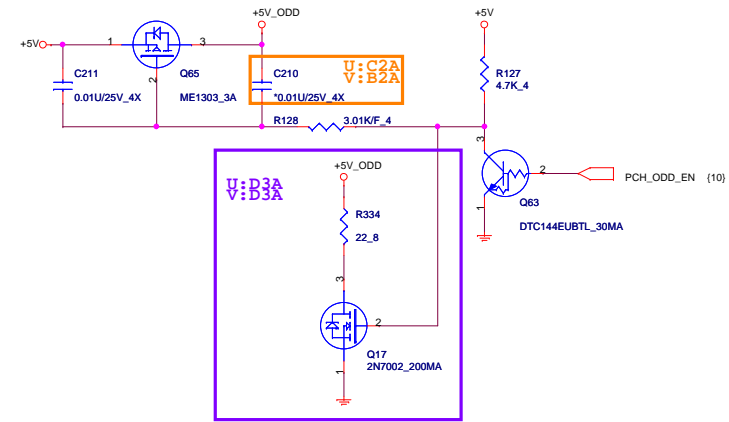 +5V_ODD
+5V
+5V
1
3
2
Q65
ME1303_3A
C211
0.01U/25V_4X
U:C2A
V:B2A
C210
*0.01U/25V_4X
R127
4.7K_4
R128
3.01K/F_4
3
2
1
Q63
DTC144EUBTL_30MA
PCH_ODD_EN {10}
U:D3A
V:D3A
+5V_ODD
R334
22_8
3
2
1
Q17
2N7002_200MA